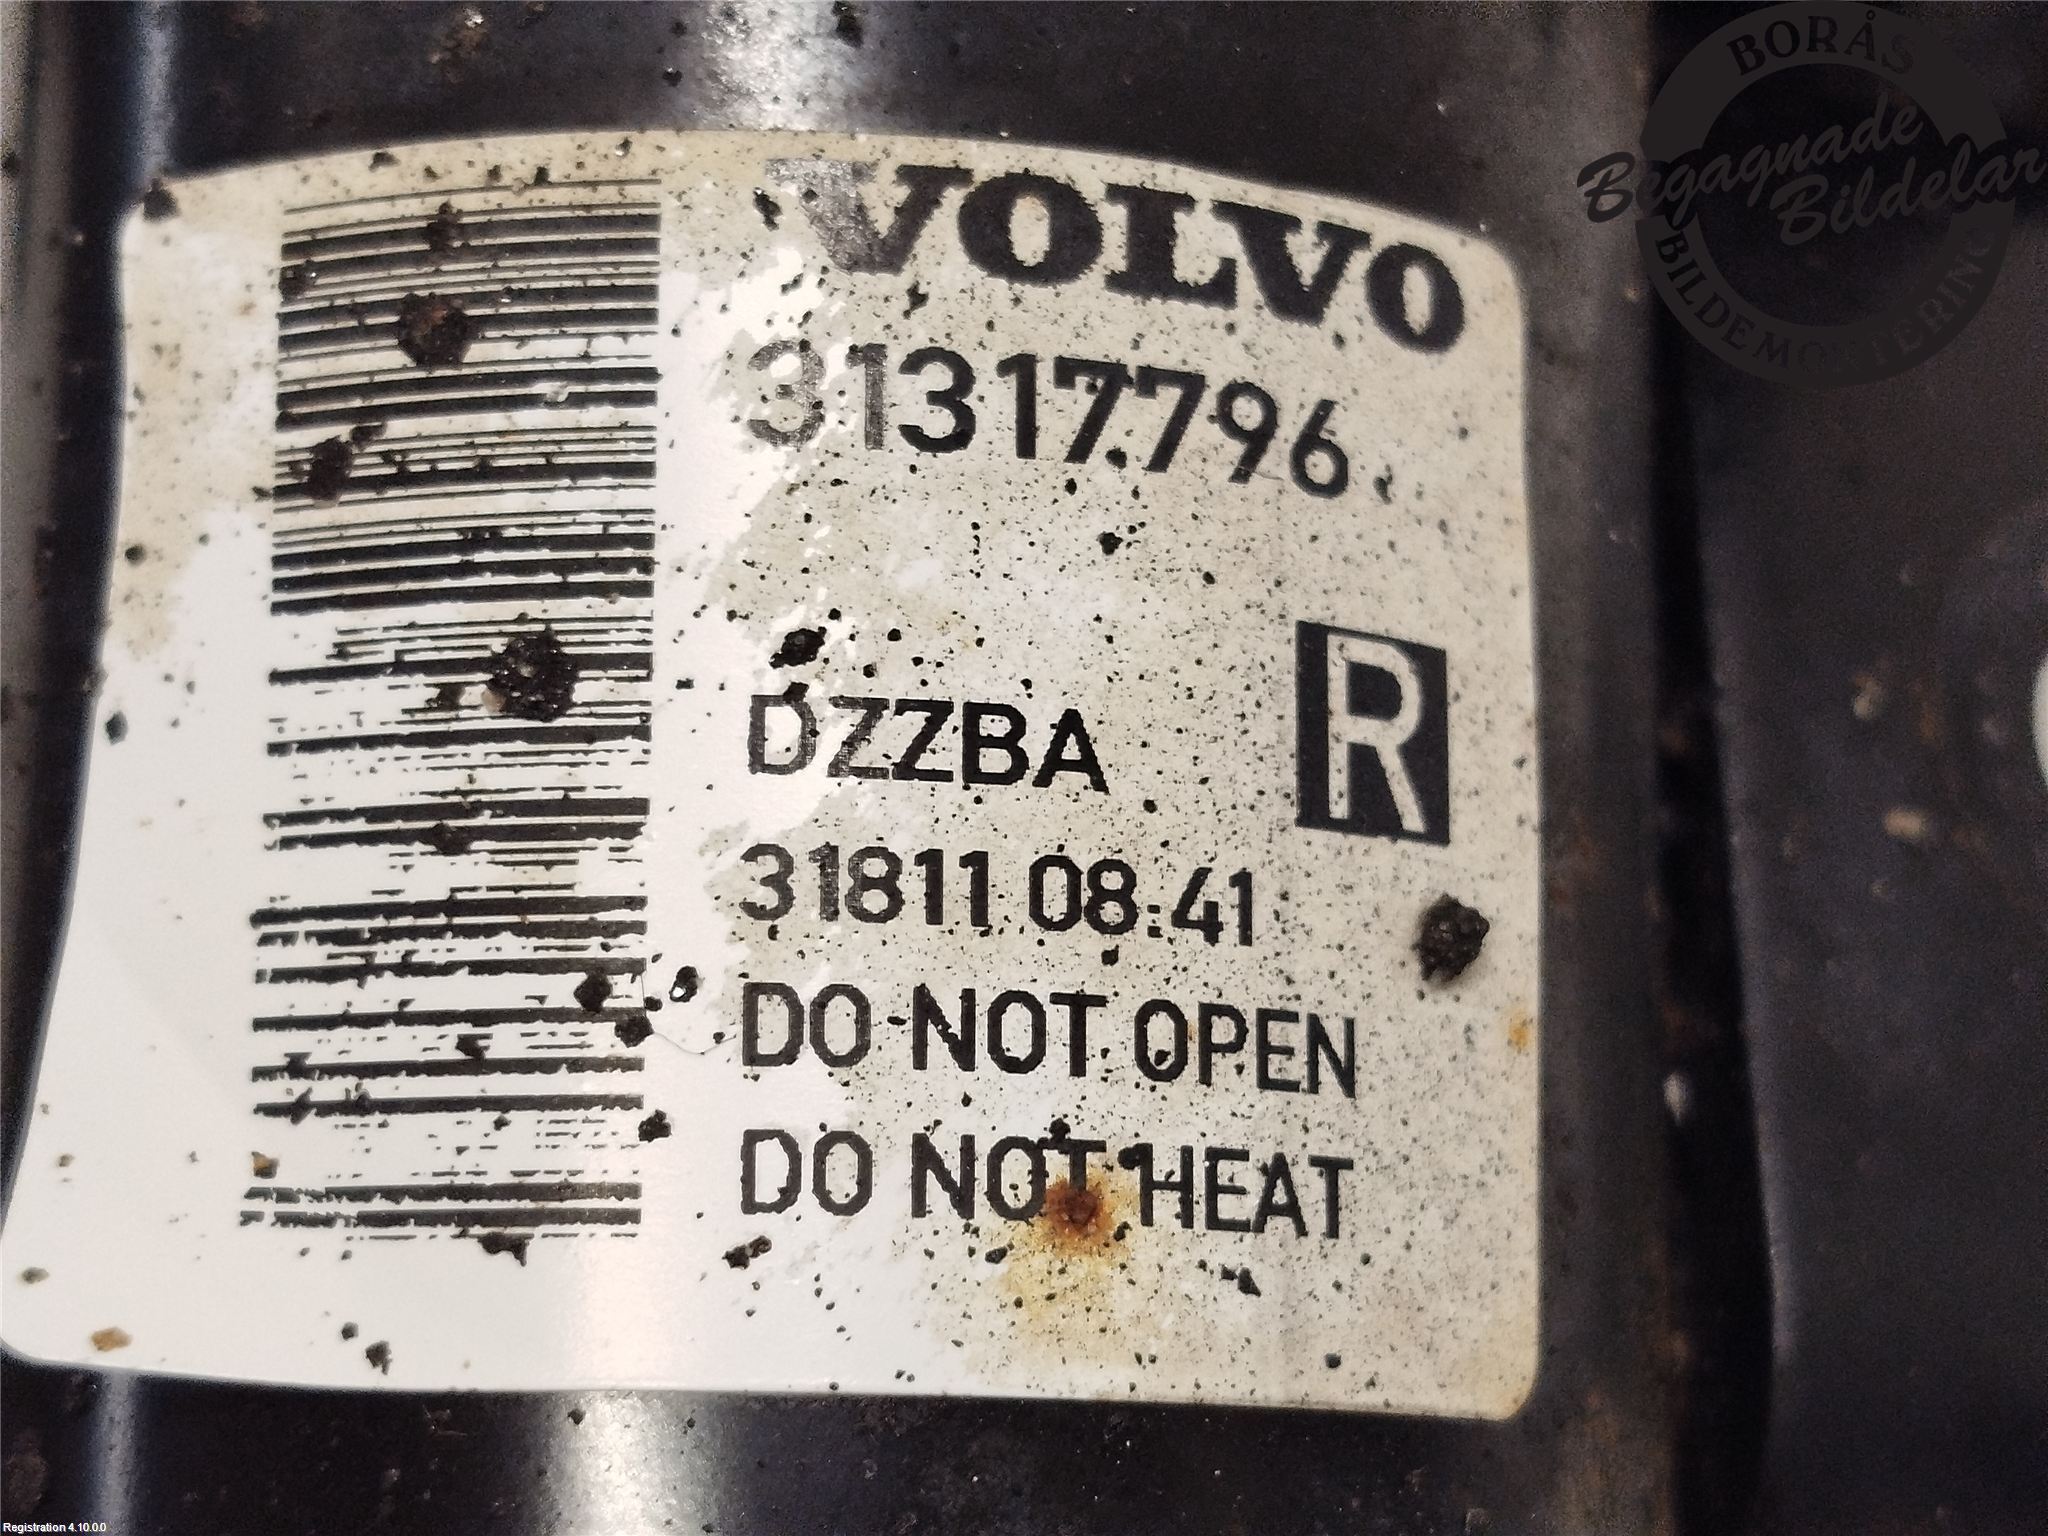 VOLVO
31317796
R
DZZBA
31811 08:41
DO NOT OPEN
DO NOT HEAT
BORÅS
Begagnade
Bildelar
BILDEMONTERING
Registration 4.10.0.0